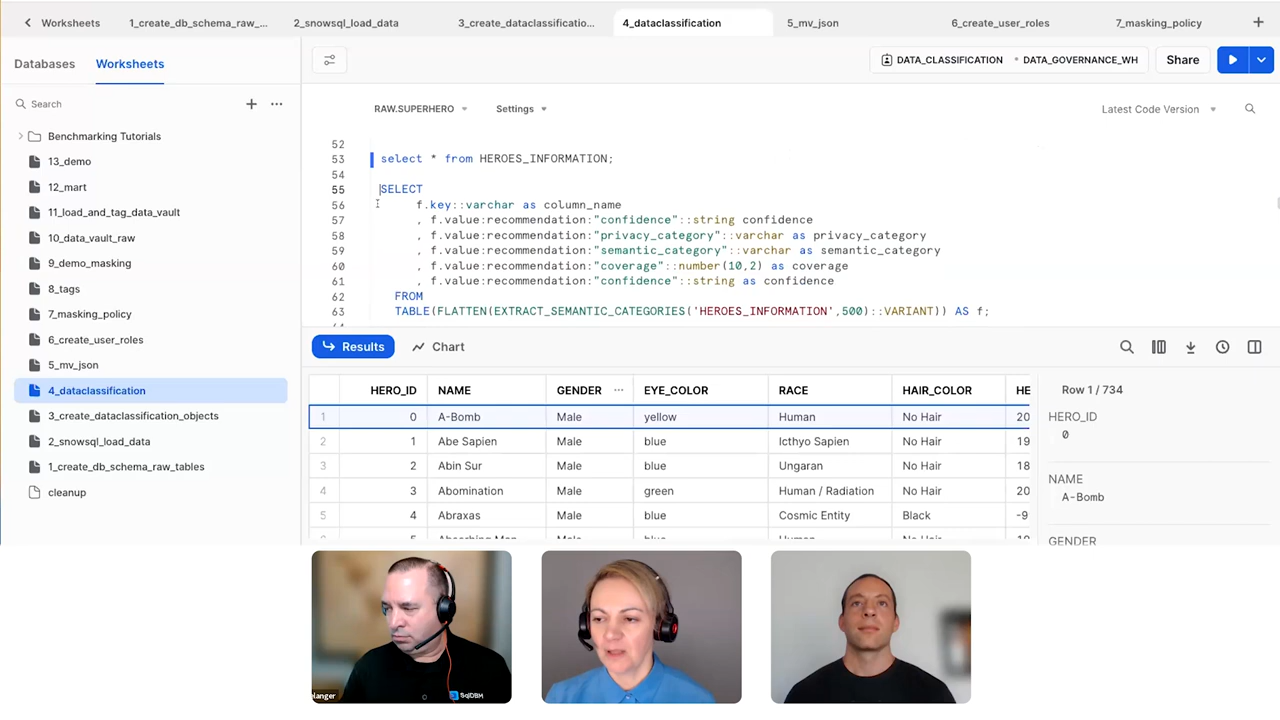 Worksheets
1_create_db_schema_raw_...
2_snowsql_load_data
3_create_dataclassificatio...
4_dataclassification
5_mv_json
6_create_user_roles
7_masking_policy
Databases
Worksheets
Search
Benchmarking Tutorials
13_demo
12_mart
11_load_and_tag_data_vault
10_data_vault_raw
9_demo_masking
8_tags
7_masking_policy
6_create_user_roles
5_mv_json
4_dataclassification
3_create_dataclassification_objects
2_snowsql_load_data
1_create_db_schema_raw_tables
cleanup
DATA_CLASSIFICATION • DATA_GOVERNANCE_WH
Share
RAW.SUPERHERO
Settings
Latest Code Version
52
53 select * from HEROES_INFORMATION;
54
55 SELECT
56 f.key::varchar as column_name
57 , f.value:recommendation:"confidence"::string confidence
58 , f.value:recommendation:"privacy_category"::varchar as privacy_category
59 , f.value:recommendation:"semantic_category"::varchar as semantic_category
60 , f.value:recommendation:"coverage"::number(10,2) as coverage
61 , f.value:recommendation:"confidence"::string as confidence
62 FROM
63 TABLE(FLATTEN(EXTRACT_SEMANTIC_CATEGORIES('HEROES_INFORMATION',500)::VARIANT)) AS f;
Results
Chart
HERO_ID NAME GENDER ... EYE_COLOR RACE HAIR_COLOR HE
1 0 A-Bomb Male yellow Human No Hair 20
2 1 Abe Sapien Male blue Icthyo Sapien No Hair 19
3 2 Abin Sur Male blue Ungaran No Hair 18
4 3 Abomination Male green Human / Radiation No Hair 20
5 4 Abraxas Male blue Cosmic Entity Black -9
Row 1 / 734
HERO_ID
0
NAME
A-Bomb
GENDER
elanger
SqlDBM